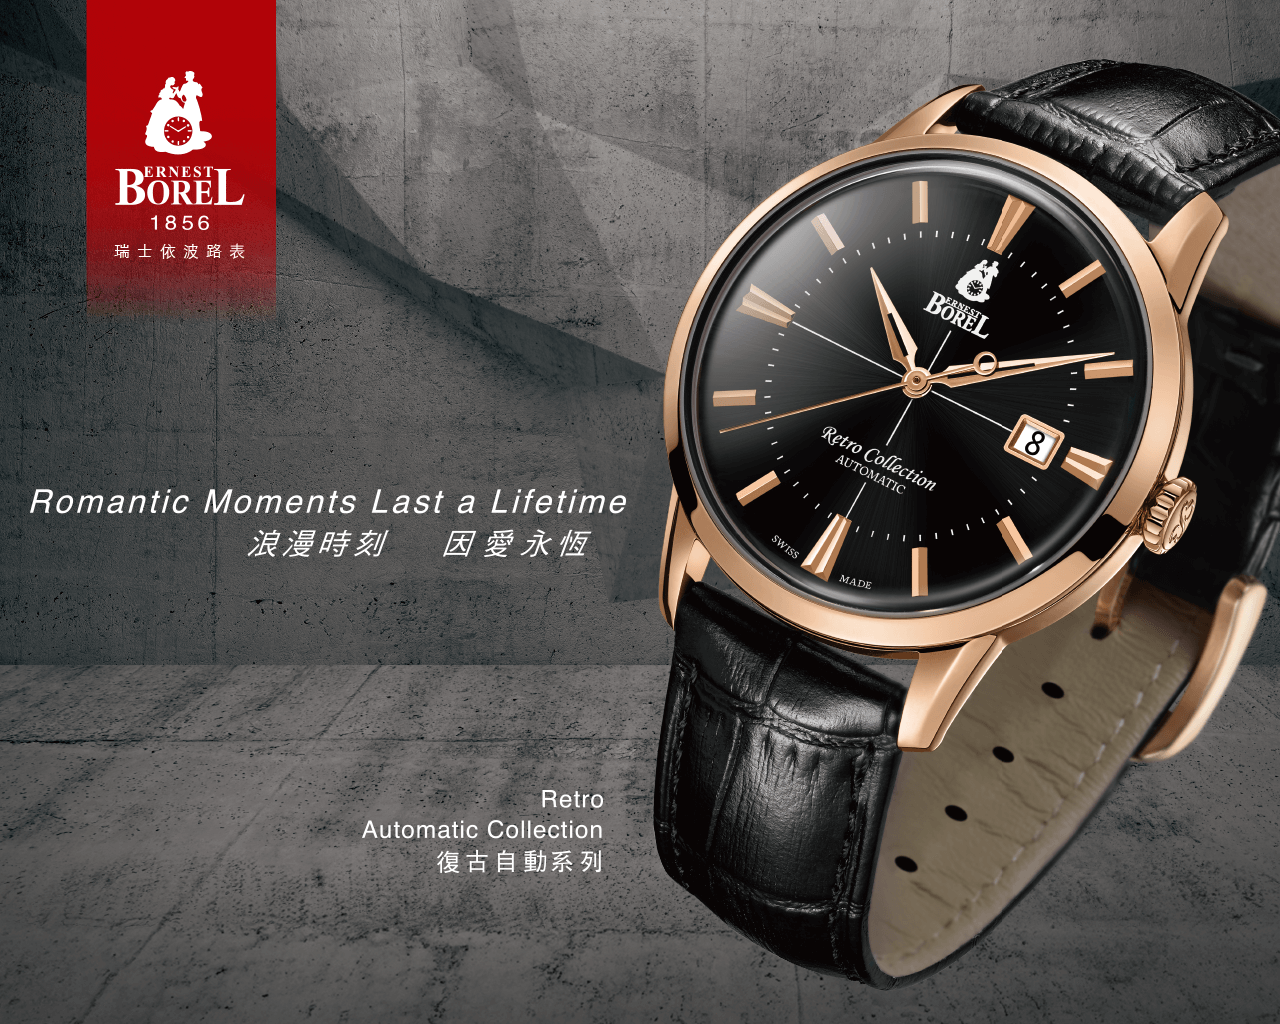 ERNEST
BOREL
1856
瑞士依波路表
ERNEST
BOREL
8
Retro Collection
AUTOMATIC
SWISS MADE
Romantic Moments Last a Lifetime
浪漫時刻 因愛永恆
Retro
Automatic Collection
復古自動系列